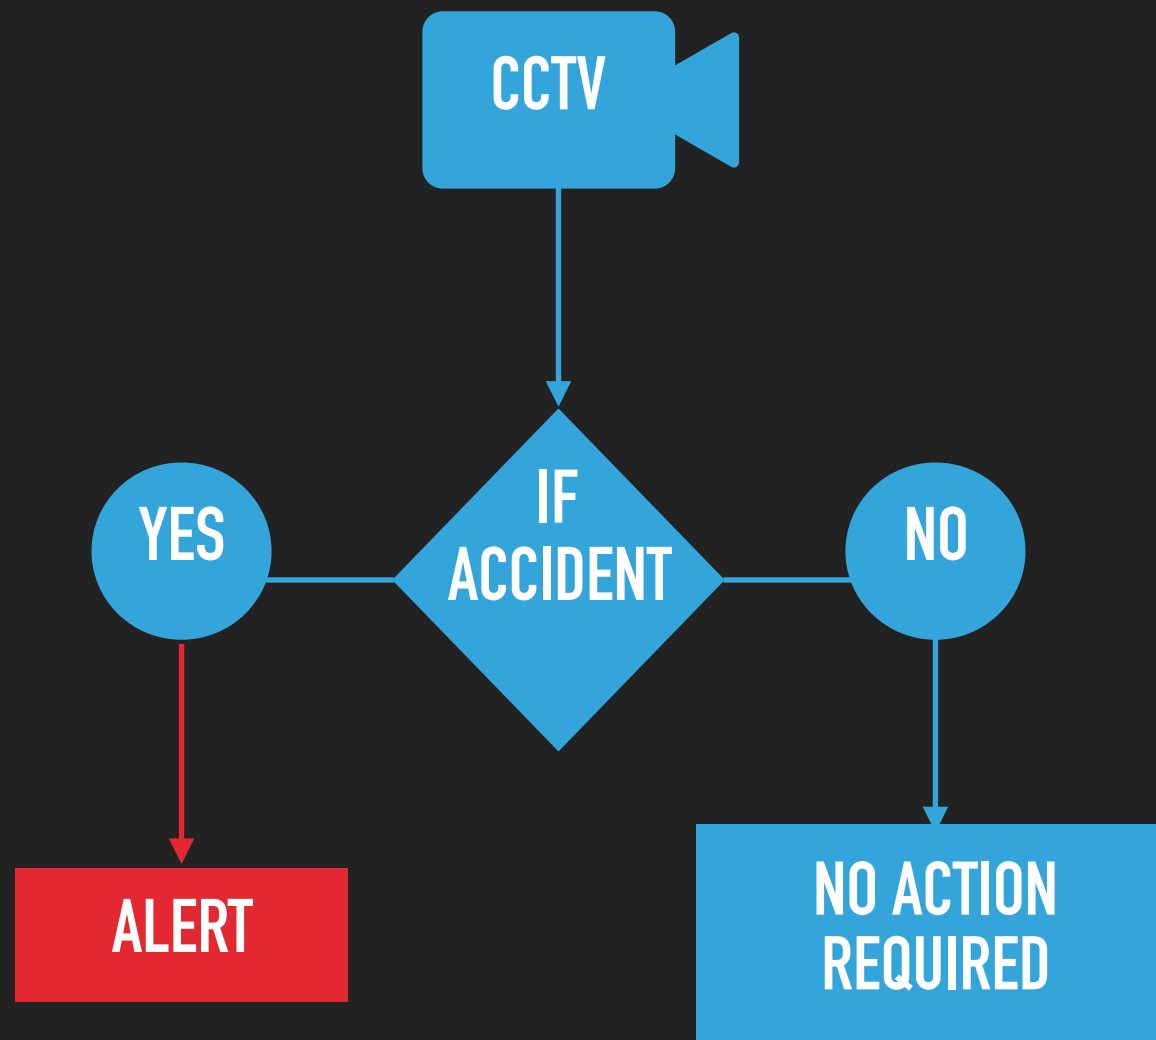 CCTV
IF
ACCIDENT
YES
NO
ALERT
NO ACTION
REQUIRED